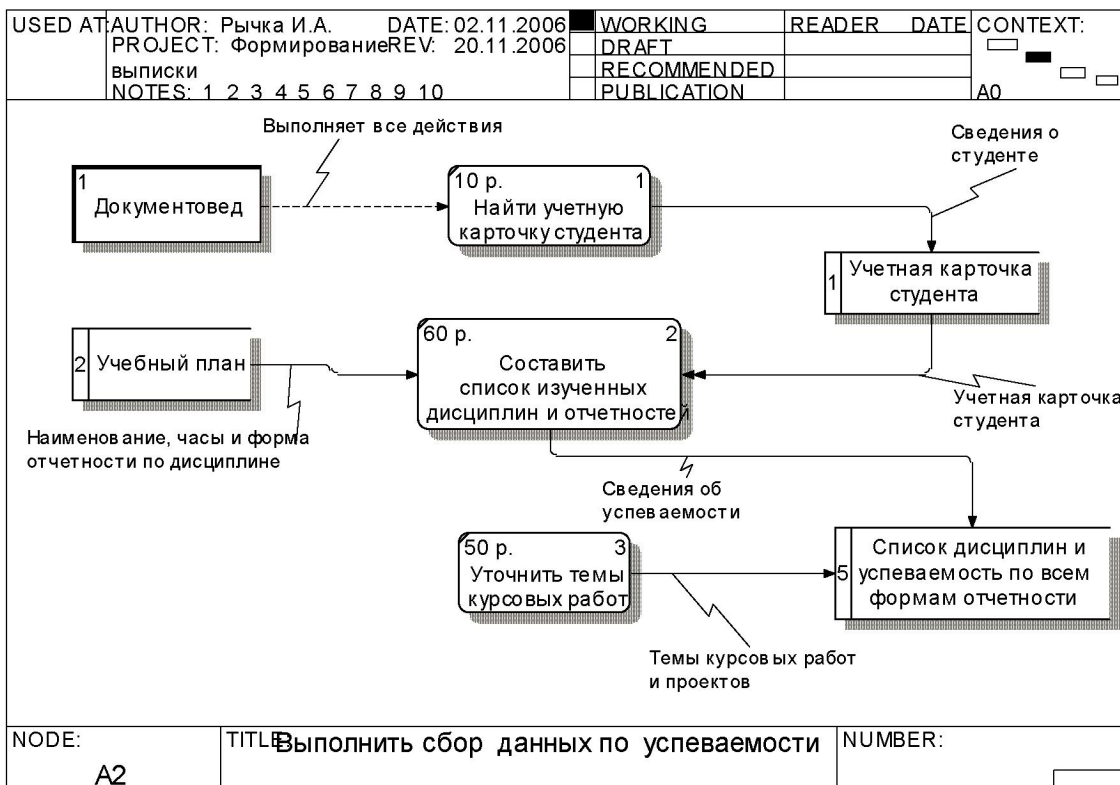 USED AT: AUTHOR: Рычка И.А. DATE: 02.11.2006 WORKING READER DATE CONTEXT:
PROJECT: Формирование REV: 20.11.2006 DRAFT
выписки RECOMMENDED
NOTES: 1 2 3 4 5 6 7 8 9 10 PUBLICATION A0
Выполняет все действия
Сведения о
студенте
1
Документовед
10 р. 1
Найти учетную
карточку студента
1
Учетная карточка
студента
2 Учебный план
60 р. 2
Составить
список изученных
дисциплин и отчетностей
Учетная карточка
студента
Наименование, часы и форма
отчетности по дисциплине
Сведения об
успеваемости
50 р. 3
Уточнить темы
курсовых работ
5
Список дисциплин и
успеваемость по всем
формам отчетности
Темы курсовых работ
и проектов
NODE: TITLE: Выполнить сбор данных по успеваемости NUMBER:
A2